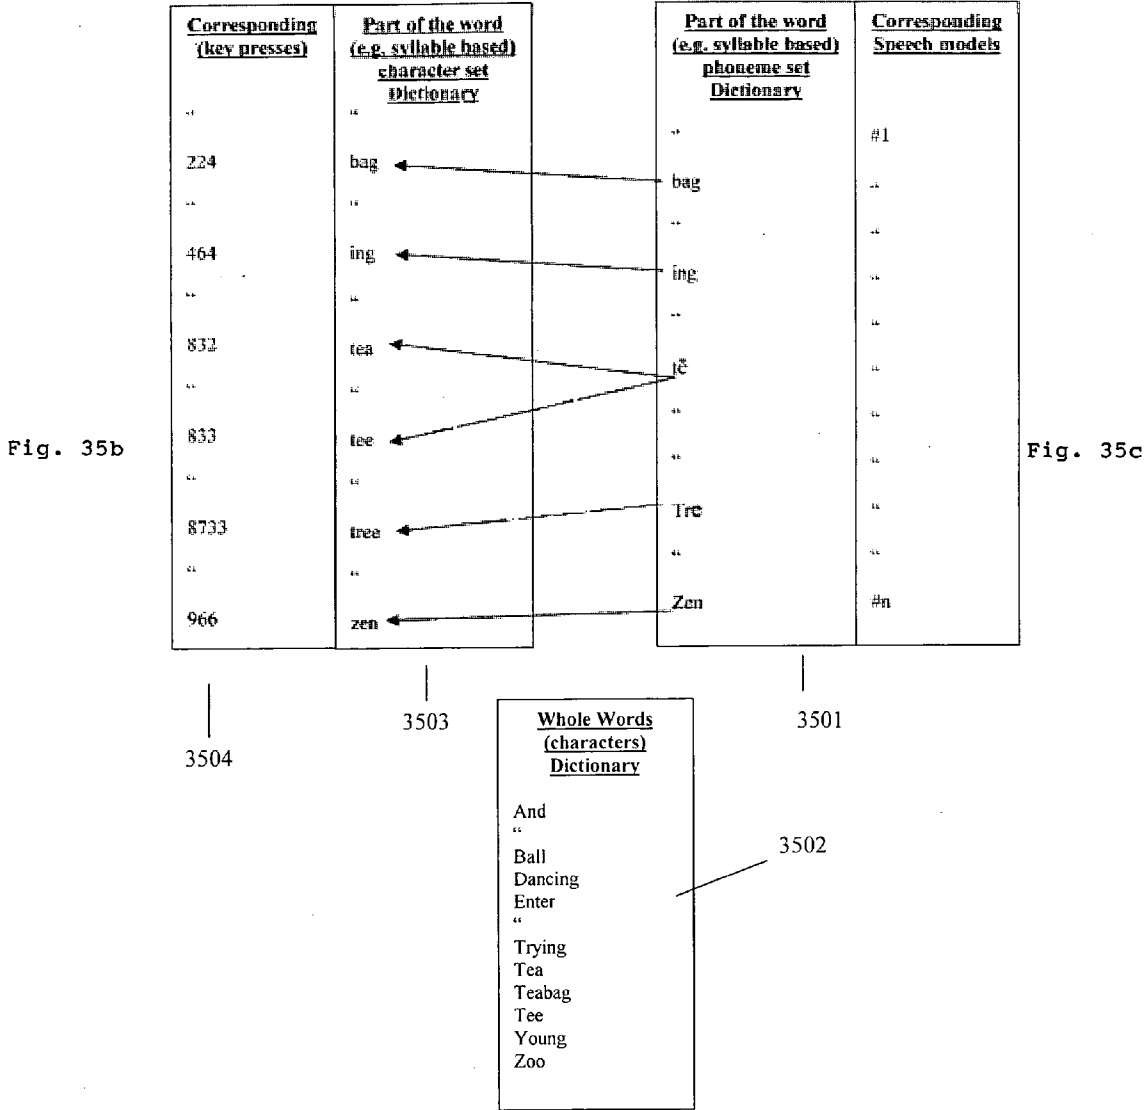 Corresponding
(key presses)
“
224
“
464
“
832
“
833
“
8733
“
966
Part of the word
(e.g. syllable based)
character set
Dictionary
“
bag
“
ing
“
tea
“
tee
“
tree
“
zen
Part of the word
(e.g. syllable based)
phoneme set
Dictionary
“
bag
“
ing
“
tē
“
“
Trē
“
Zen
Corresponding
Speech models
#1
“
“
“
“
“
“
“
“
“
#n
Fig. 35b
Fig. 35c
3504
3503
3501
Whole Words
(characters)
Dictionary
And
“
Ball
Dancing
Enter
“
Trying
Tea
Teabag
Tee
Young
Zoo
3502